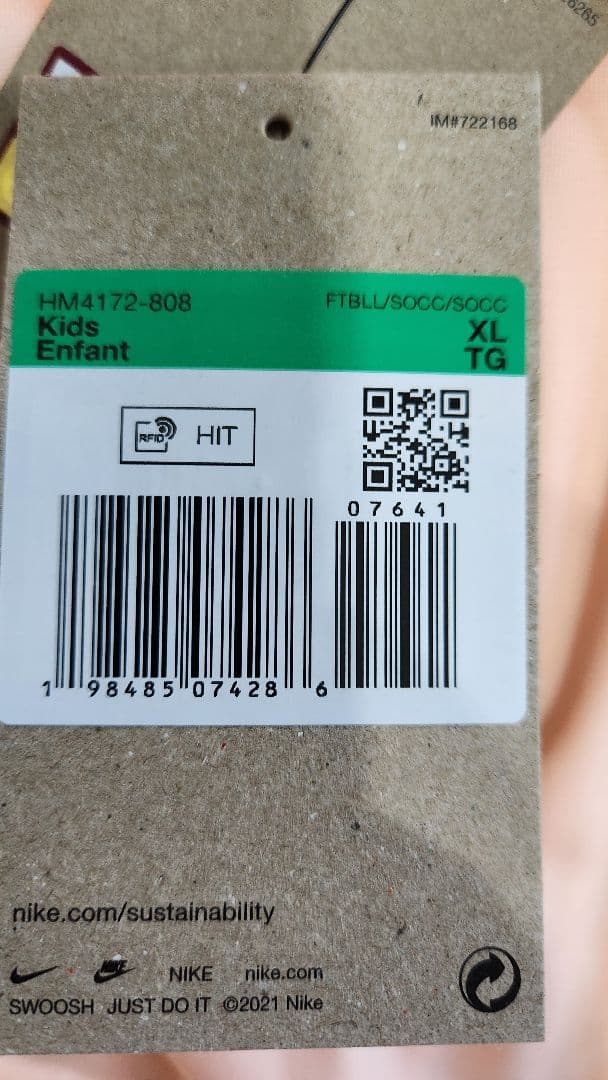 6265
IM#722168
HM4172-808 FTBLL/SOCC/SOCC
Kids XL
Enfant TG
RFID HIT
07641
1 98485 07428 6
nike.com/sustainability
NIKE nike.com
SWOOSH JUST DO IT ©2021 Nike